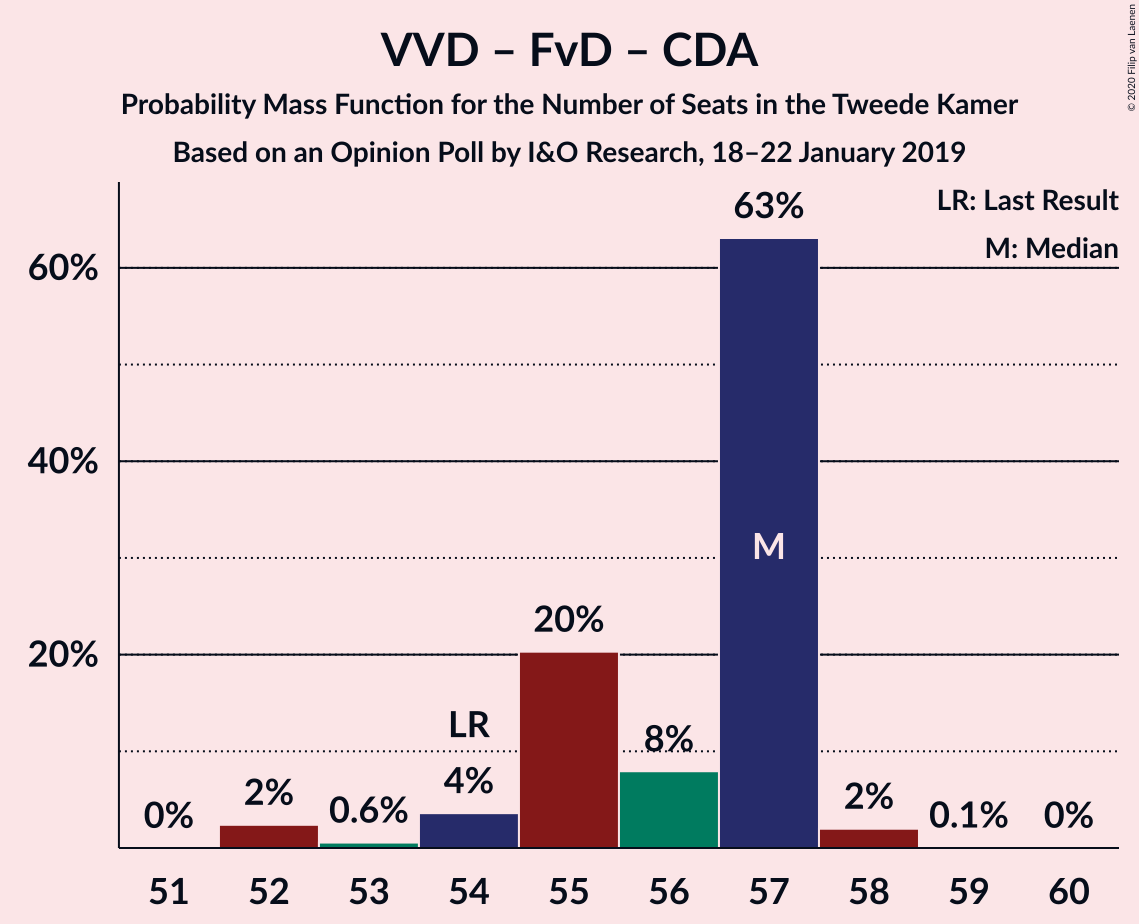 VVD – FvD – CDA
Probability Mass Function for the Number of Seats in the Tweede Kamer
Based on an Opinion Poll by I&O Research, 18–22 January 2019
© 2020 Filip van Laenen
LR: Last Result
M: Median
60%
40%
20%
0%
2%
0.6%
LR
4%
20%
8%
63%
M
2%
0.1%
0%
51 52 53 54 55 56 57 58 59 60